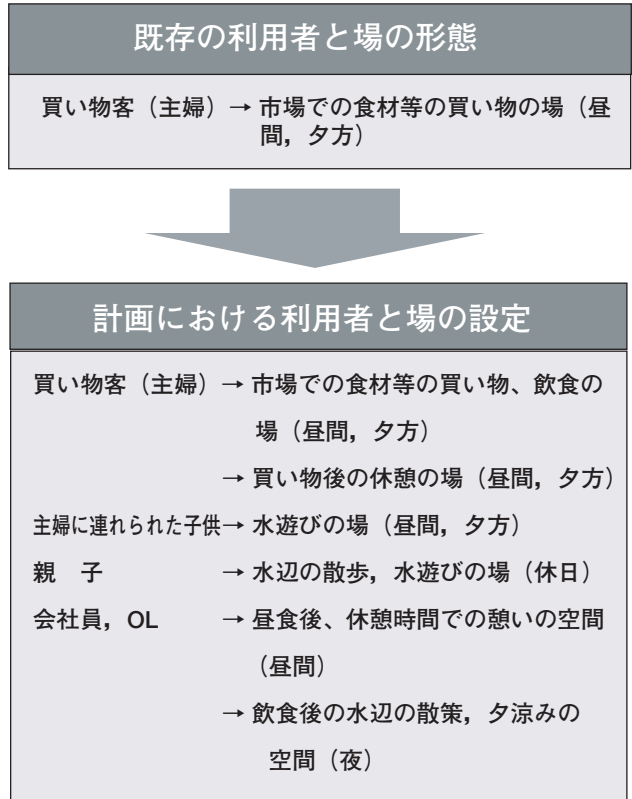 既存の利用者と場の形態
買い物客（主婦）→ 市場での食材等の買い物の場（昼
間，夕方）
計画における利用者と場の設定
買い物客（主婦）→ 市場での食材等の買い物、飲食の
場（昼間，夕方）
→ 買い物後の休憩の場（昼間，夕方）
主婦に連れられた子供→ 水遊びの場（昼間，夕方）
親　子　→ 水辺の散歩，水遊びの場（休日）
会社員，OL　→ 昼食後、休憩時間での憩いの空間
（昼間）
→ 飲食後の水辺の散策，夕涼みの
空間（夜）